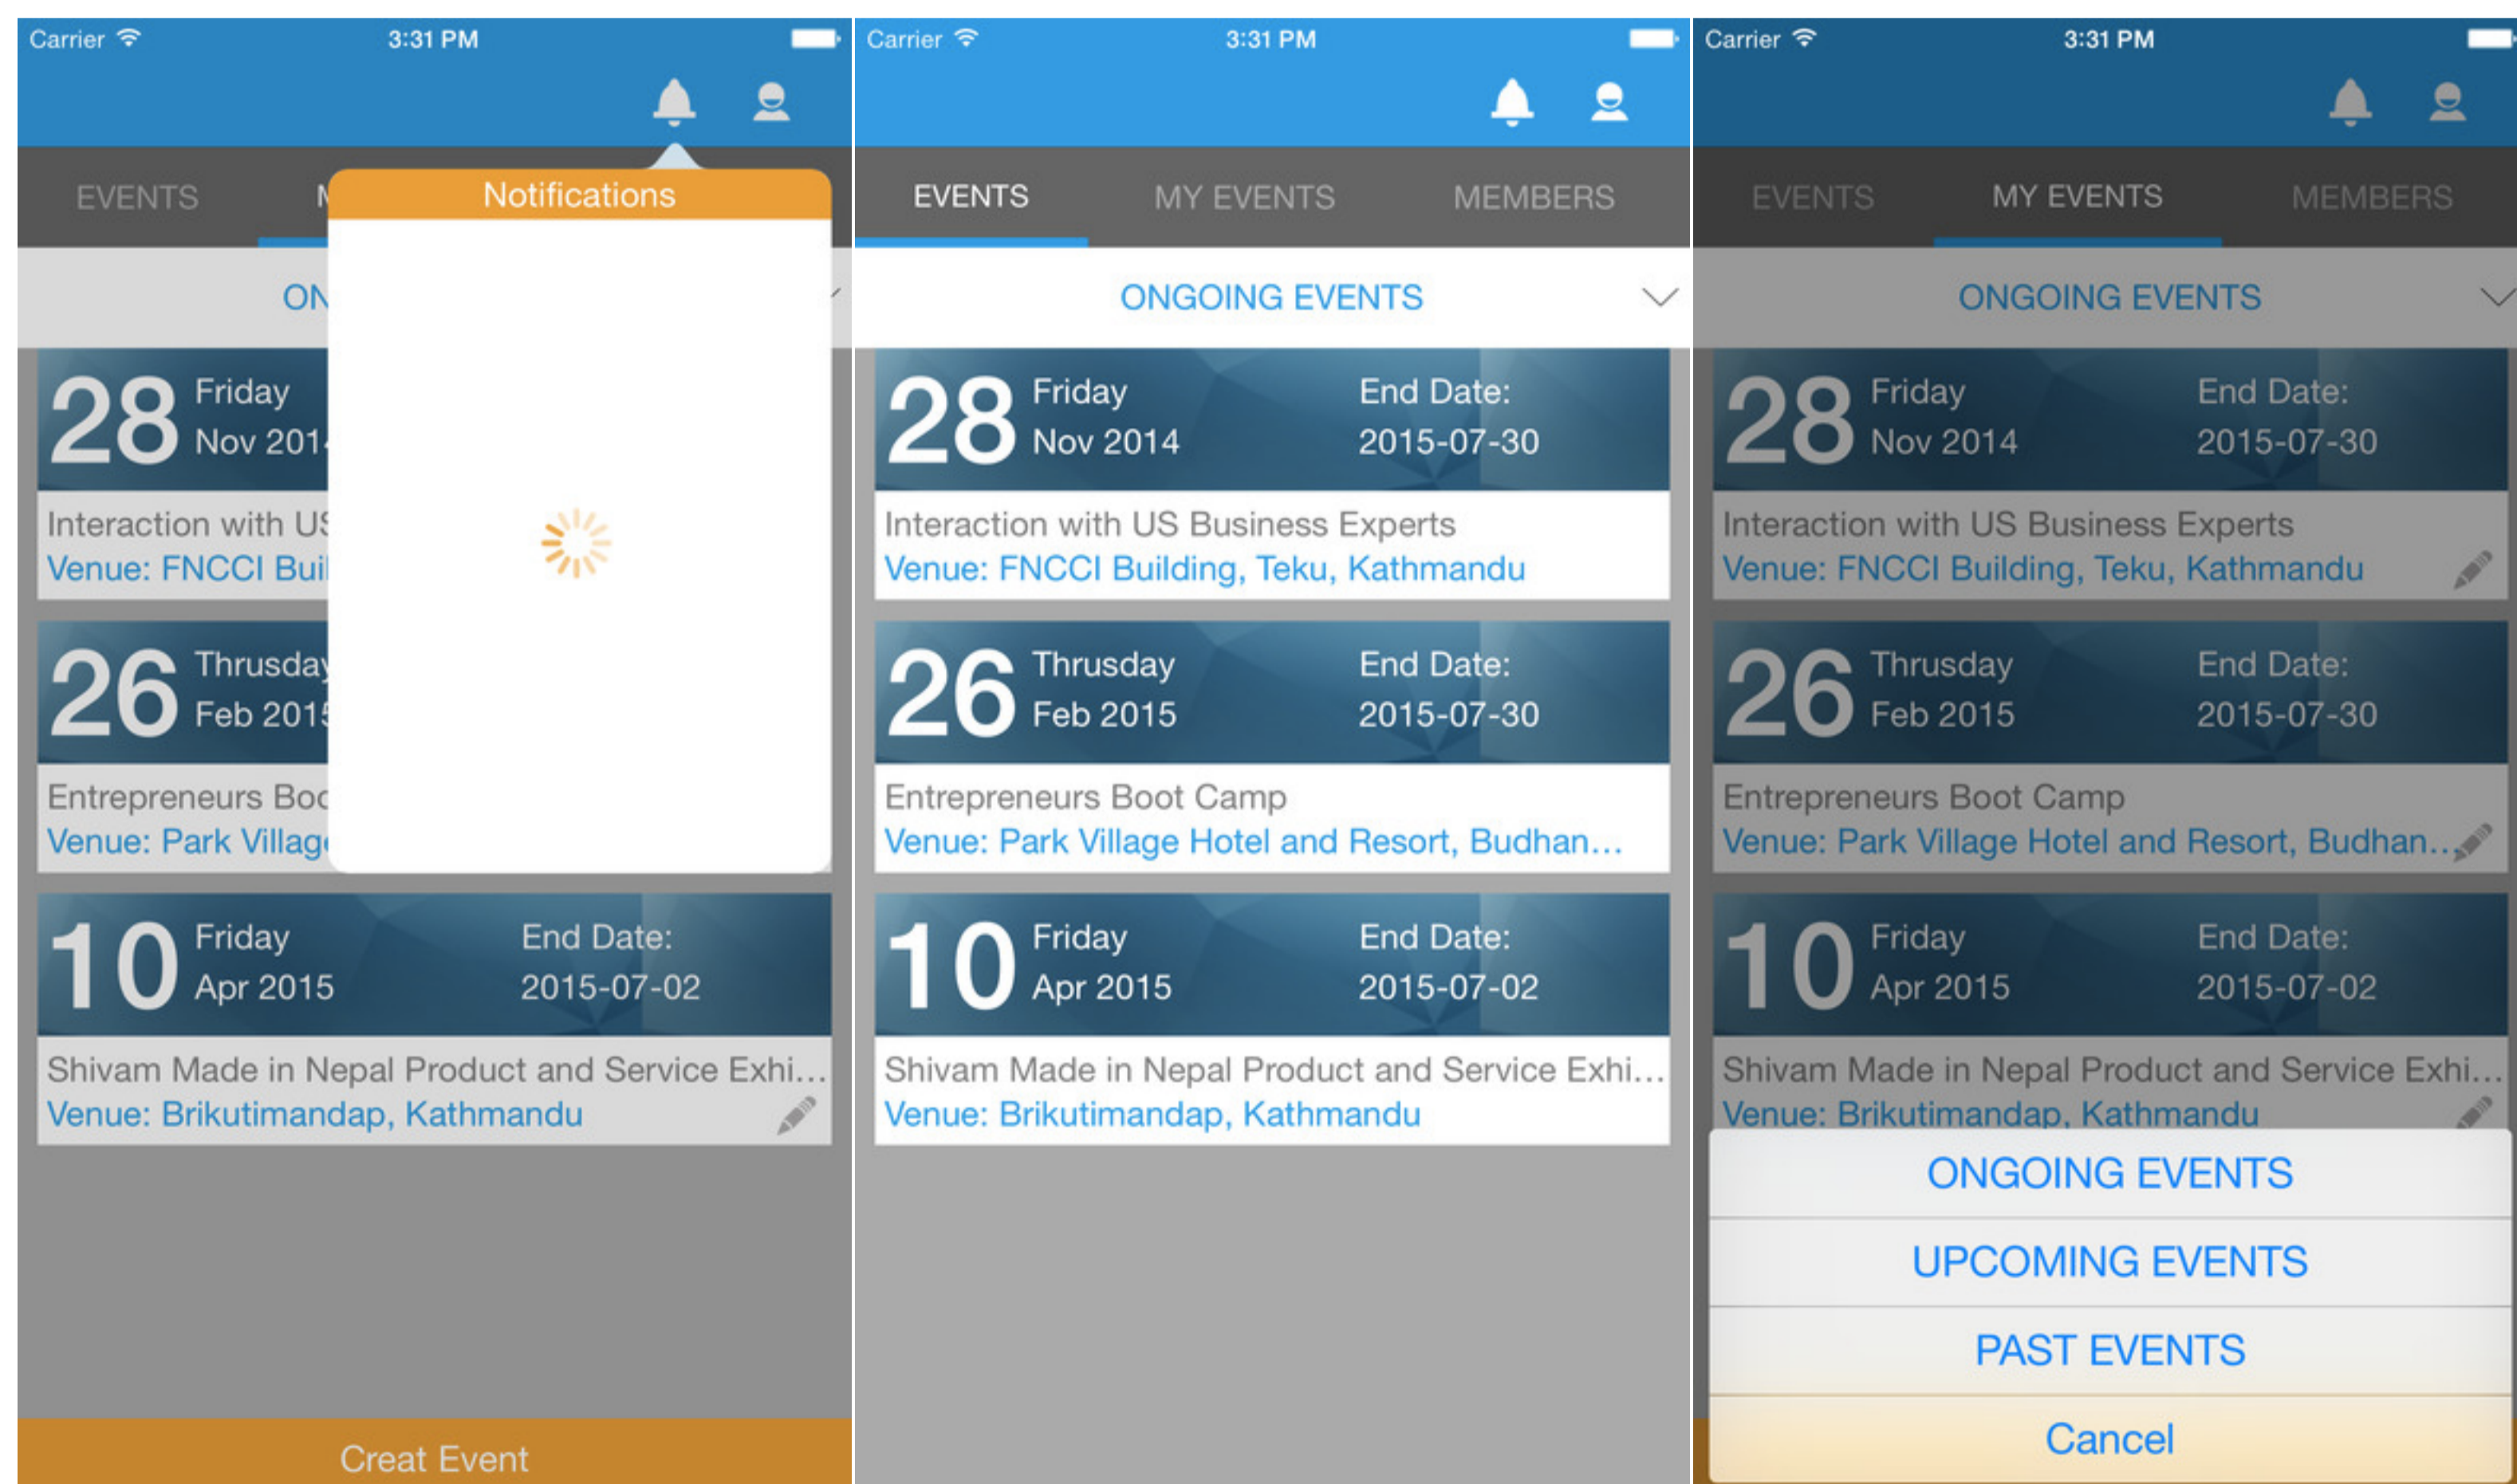 Carrier 3:31 PM
EVENTS
Notifications
ON
28 Friday
Nov 201
Interaction with US
Venue: FNCCI Buil
26 Thrusday
Feb 2015
Entrepreneurs Boo
Venue: Park Village
10 Friday End Date:
Apr 2015 2015-07-02
Shivam Made in Nepal Product and Service Exhi...
Venue: Brikutimandap, Kathmandu
Creat Event
Carrier 3:31 PM
EVENTS MY EVENTS MEMBERS
ONGOING EVENTS
28 Friday End Date:
Nov 2014 2015-07-30
Interaction with US Business Experts
Venue: FNCCI Building, Teku, Kathmandu
26 Thrusday End Date:
Feb 2015 2015-07-30
Entrepreneurs Boot Camp
Venue: Park Village Hotel and Resort, Budhan...
10 Friday End Date:
Apr 2015 2015-07-02
Shivam Made in Nepal Product and Service Exhi...
Venue: Brikutimandap, Kathmandu
Carrier 3:31 PM
EVENTS MY EVENTS MEMBERS
ONGOING EVENTS
28 Friday End Date:
Nov 2014 2015-07-30
Interaction with US Business Experts
Venue: FNCCI Building, Teku, Kathmandu
26 Thrusday End Date:
Feb 2015 2015-07-30
Entrepreneurs Boot Camp
Venue: Park Village Hotel and Resort, Budhan...
10 Friday End Date:
Apr 2015 2015-07-02
Shivam Made in Nepal Product and Service Exhi...
Venue: Brikutimandap, Kathmandu
ONGOING EVENTS
UPCOMING EVENTS
PAST EVENTS
Cancel